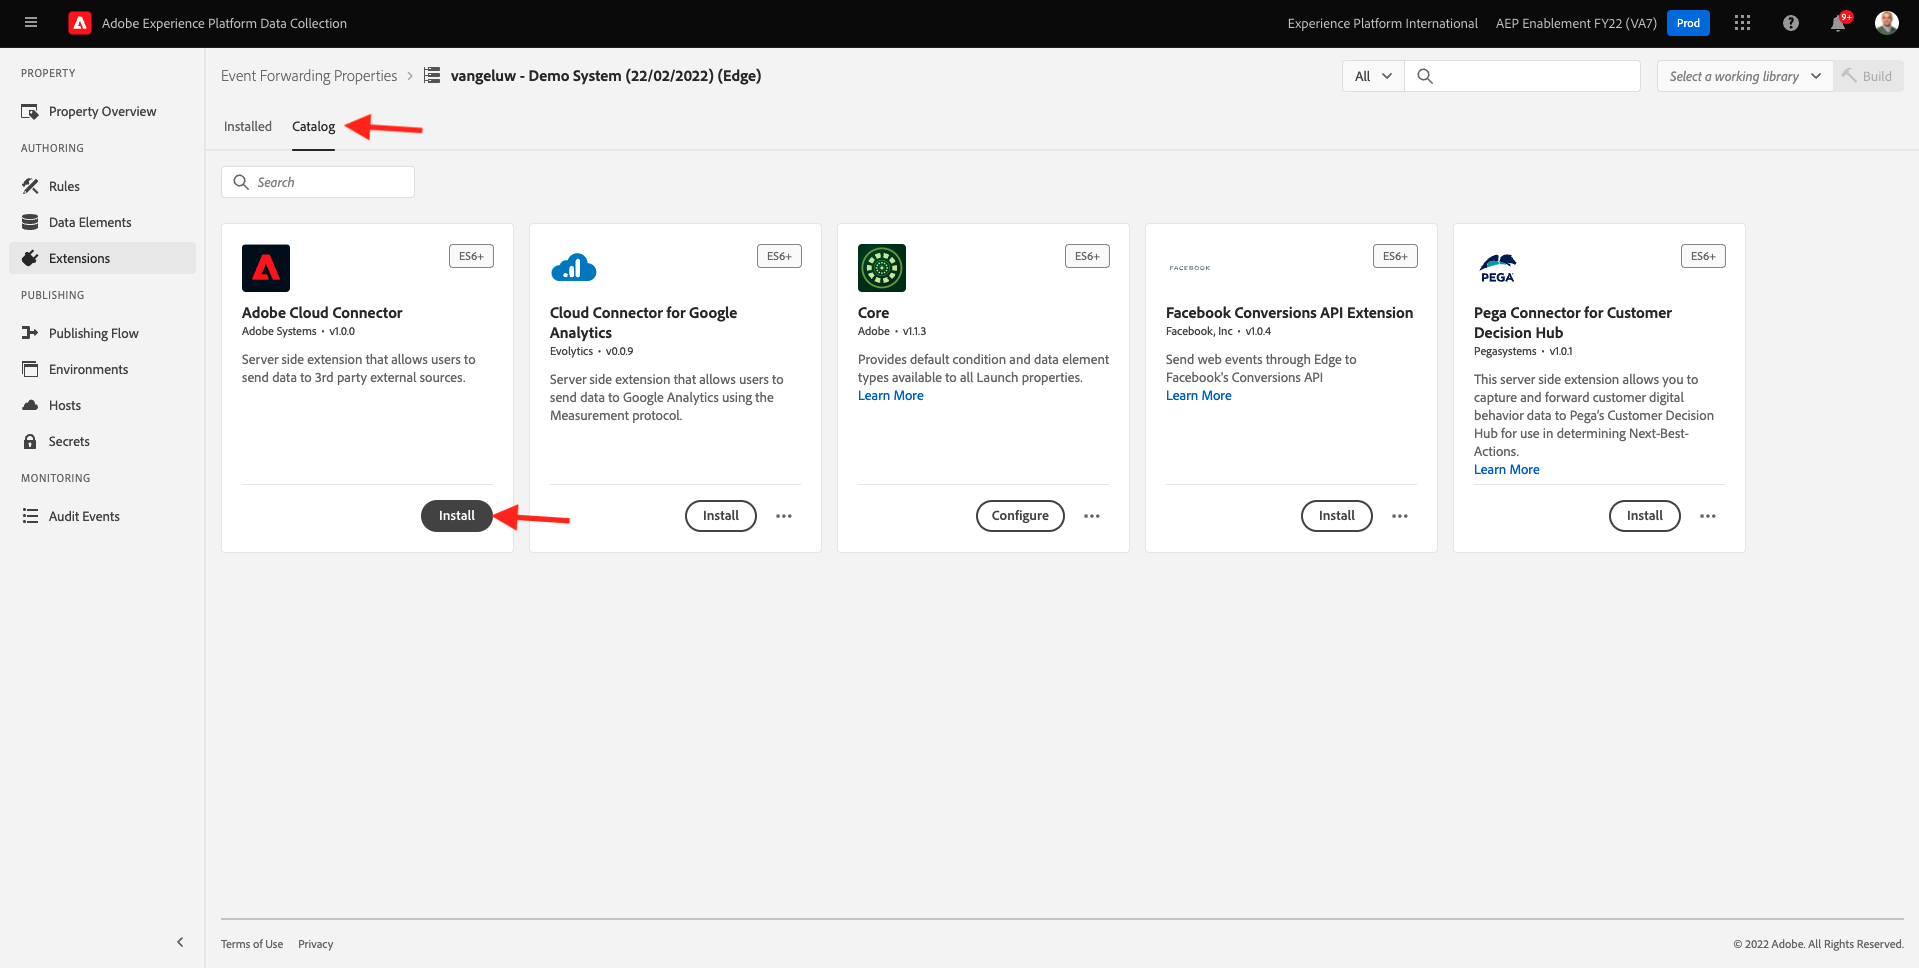 Adobe Experience Platform Data Collection
Experience Platform International
AEP Enablement FY22 (VA7)
Prod
9+
PROPERTY
Property Overview
AUTHORING
Rules
Data Elements
Extensions
PUBLISHING
Publishing Flow
Environments
Hosts
Secrets
MONITORING
Audit Events
Event Forwarding Properties
vangeluw - Demo System (22/02/2022) (Edge)
All
Select a working library
Build
Installed
Catalog
Search
ES6+
Adobe Cloud Connector
Adobe Systems • v1.0.0
Server side extension that allows users to
send data to 3rd party external sources.
Install
ES6+
Cloud Connector for Google
Analytics
Evolytics • v0.0.9
Server side extension that allows users to
send data to Google Analytics using the
Measurement protocol.
Install
ES6+
Core
Adobe • v1.1.3
Provides default condition and data element
types available to all Launch properties.
Learn More
Configure
FACEBOOK
ES6+
Facebook Conversions API Extension
Facebook, Inc • v1.0.4
Send web events through Edge to
Facebook's Conversions API
Learn More
Install
PEGA
ES6+
Pega Connector for Customer
Decision Hub
Pegasystems • v1.0.1
This server side extension allows you to
capture and forward customer digital
behavior data to Pega's Customer Decision
Hub for use in determining Next-Best-
Actions.
Learn More
Install
Terms of Use
Privacy
© 2022 Adobe. All Rights Reserved.